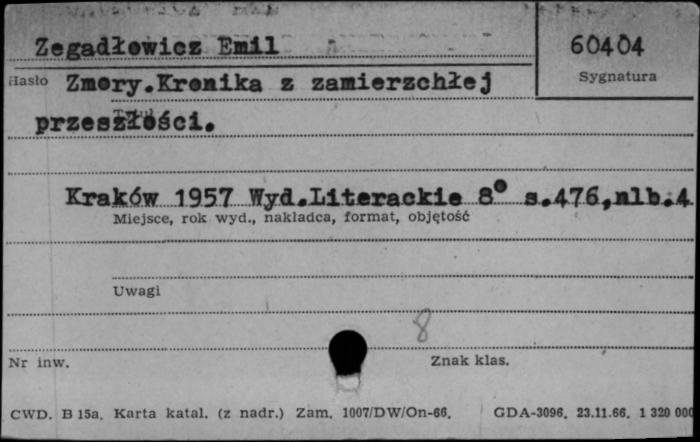 Zegadłowicz Emil
60404
Hasło Zmory.Kronika z zamierzchłej
Sygnatura
przeszłości.
Tytuł
Kraków 1957 Wyd.Literackie 8° s.476,nlb.4
Miejsce, rok wyd., nakładca, format, objętość
Uwagi
8
Nr inw.
Znak klas.
CWD. B 15a. Karta katal. (z nadr.) Zam. 1007/DW/On-66. GDA-3096. 23.11.66. 1 320 000